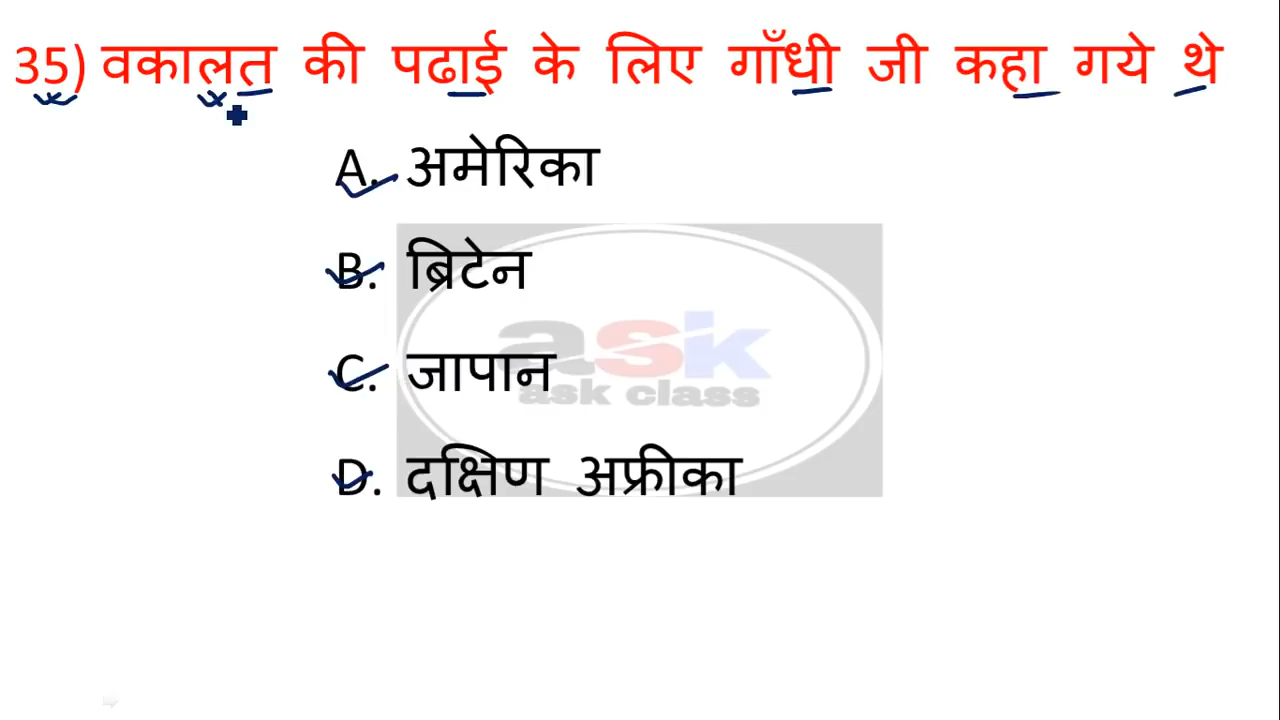 35) वकालत की पढाई के लिए गाँधी जी कहा गये थे
A. अमेरिका
B. ब्रिटेन
ask
C. जापान
ask class
D. दक्षिण अफ्रीका